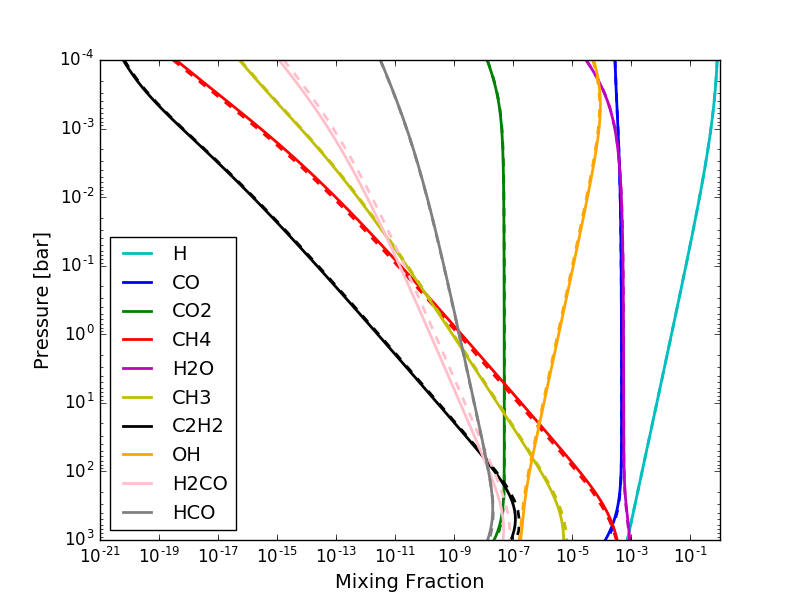 10^-4
10^-3
10^-2
10^-1
10^0
10^1
10^2
10^3
Pressure [bar]
H
CO
CO2
CH4
H2O
CH3
C2H2
OH
H2CO
HCO
10^-21 10^-19 10^-17 10^-15 10^-13 10^-11 10^-9 10^-7 10^-5 10^-3 10^-1
Mixing Fraction